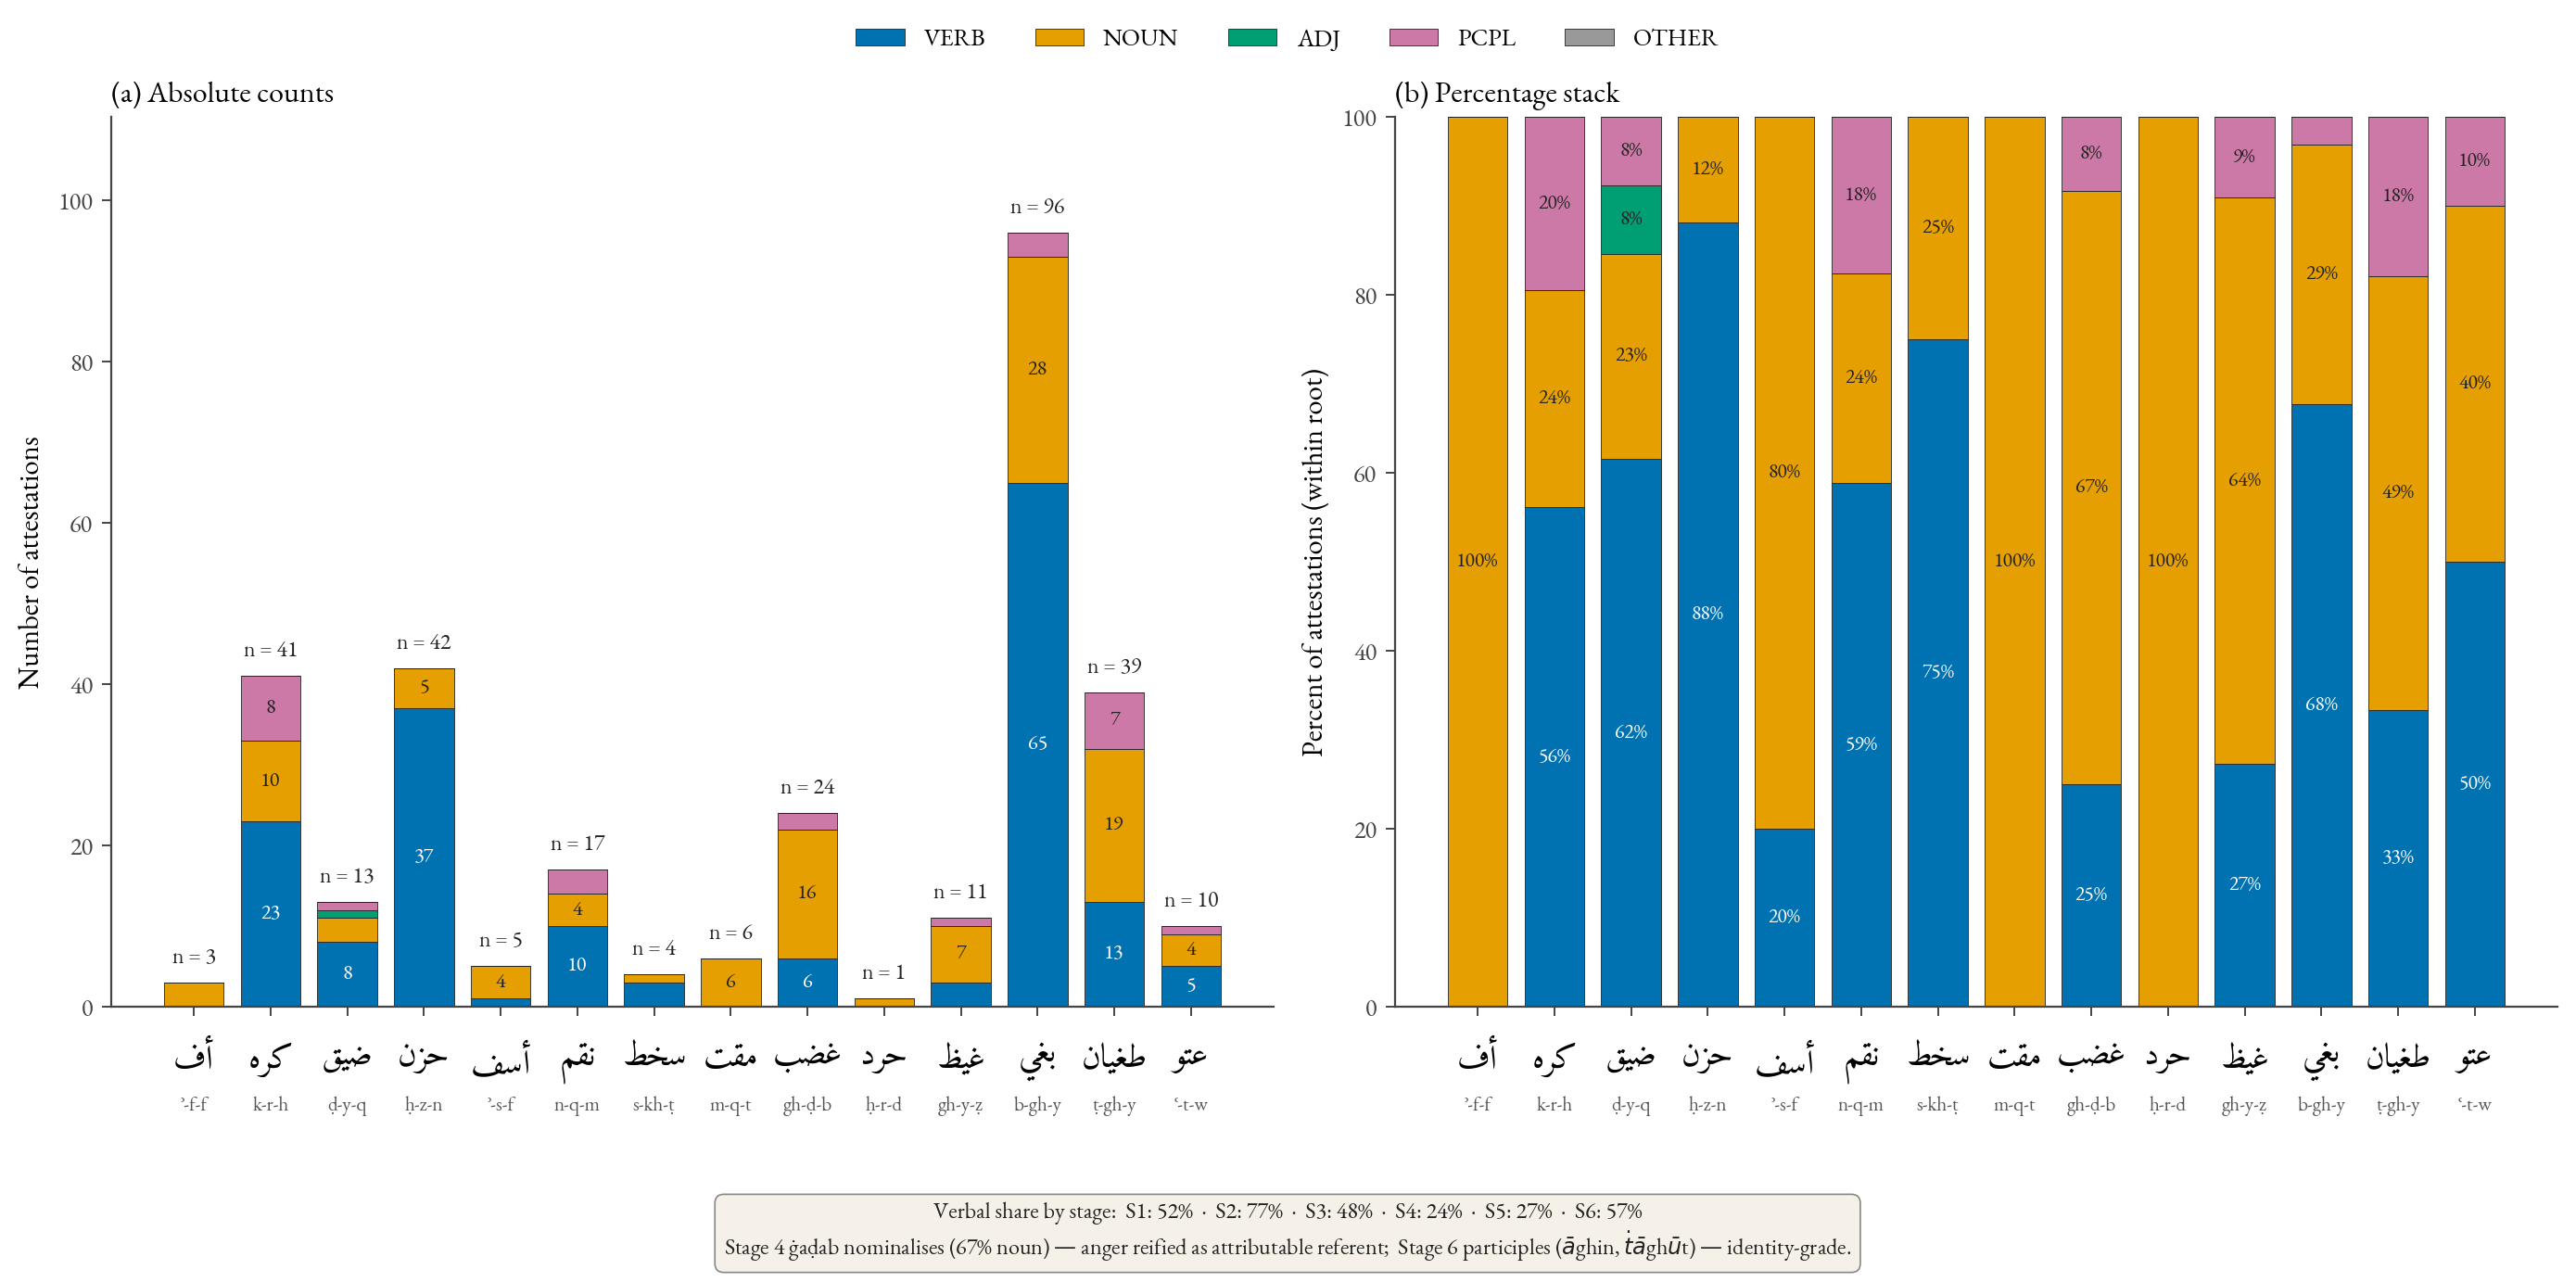 VERB NOUN ADJ PCPL OTHER
(a) Absolute counts
Number of attestations
100
80
60
40
20
0
n = 3
n = 41
8
10
23
n = 13
8
n = 42
5
37
n = 5
4
n = 17
4
10
n = 4
n = 6
6
n = 24
16
6
n = 1
n = 11
7
n = 96
28
65
n = 39
7
19
13
n = 10
4
5
أف كره ضيق حزن أسف نقم سخط مقت غضب حرد غيظ بغي طغيان عتو
ʾ-f-f k-r-h ḍ-y-q ḥ-z-n ʾ-s-f n-q-m s-kh-ṭ m-q-t gh-ḍ-b ḥ-r-d gh-y-ẓ b-gh-y ṭ-gh-y ʿ-t-w
(b) Percentage stack
Percent of attestations (within root)
100
80
60
40
20
0
100%
20%
24%
56%
8%
8%
23%
62%
12%
88%
80%
20%
18%
24%
59%
25%
75%
100%
8%
67%
25%
100%
9%
64%
27%
29%
68%
18%
49%
33%
10%
40%
50%
أف كره ضيق حزن أسف نقم سخط مقت غضب حرد غيظ بغي طغيان عتو
ʾ-f-f k-r-h ḍ-y-q ḥ-z-n ʾ-s-f n-q-m s-kh-ṭ m-q-t gh-ḍ-b ḥ-r-d gh-y-ẓ b-gh-y ṭ-gh-y ʿ-t-w
Verbal share by stage: S1: 52% · S2: 77% · S3: 48% · S4: 24% · S5: 27% · S6: 57%
Stage 4 ġaḍab nominalises (67% noun) — anger reified as attributable referent; Stage 6 participles (āghin, ṫāghūt) — identity-grade.